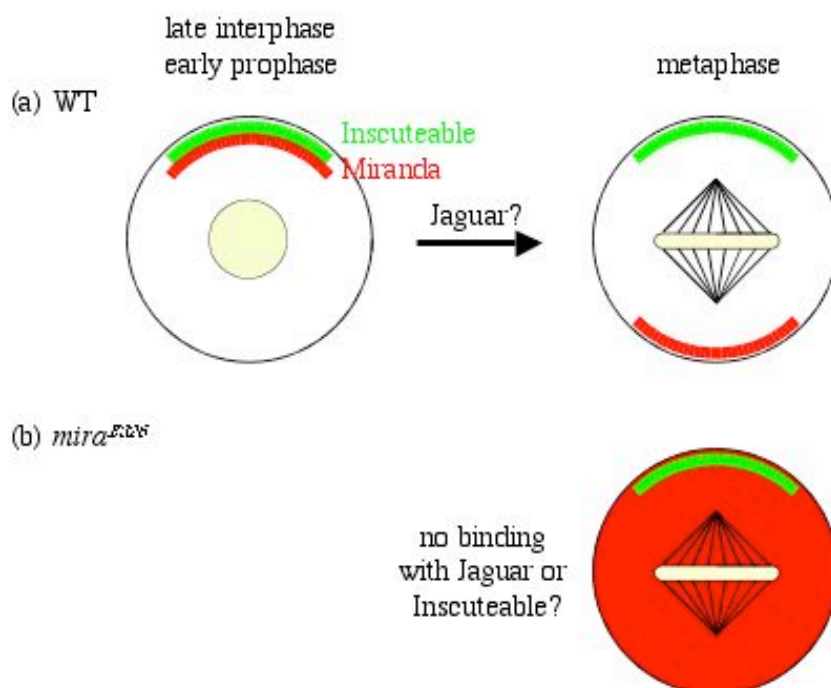 late interphase
early prophase
metaphase
(a) WT
Inscuteable
Miranda
Jaguar?
(b) mira
no binding
with Jaguar or
Inscuteable?